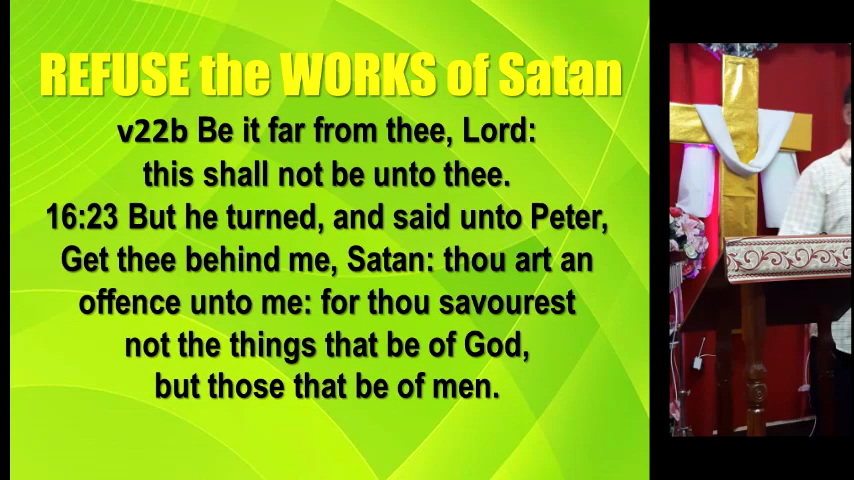 REFUSE the WORKS of Satan
v22b Be it far from thee, Lord:
this shall not be unto thee.
16:23 But he turned, and said unto Peter,
Get thee behind me, Satan: thou art an
offence unto me: for thou savourest
not the things that be of God,
but those that be of men.